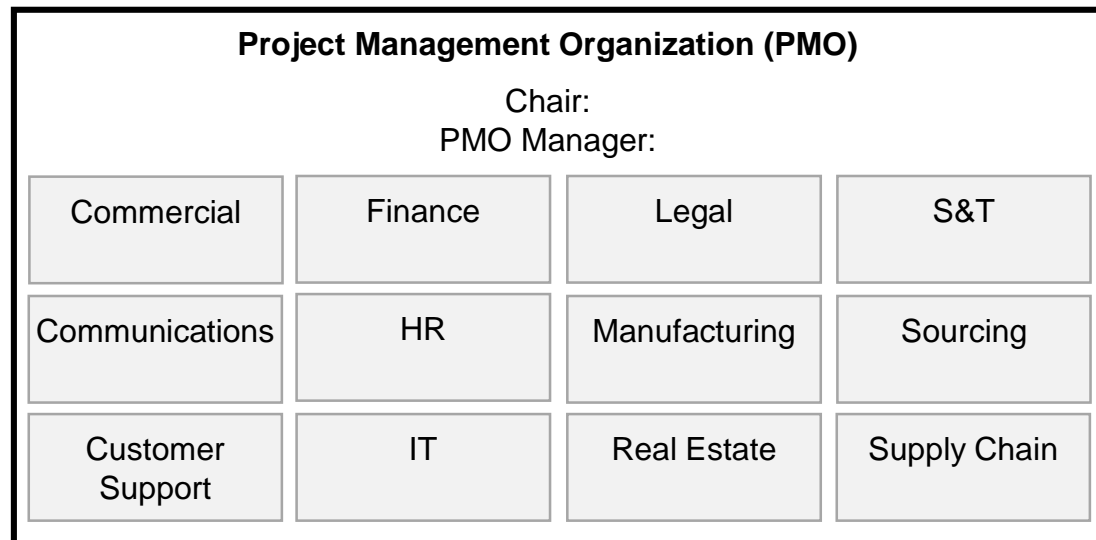 Project Management Organization (PMO)
Chair:
PMO Manager:
Commercial
Finance
Legal
S&T
Communications
HR
Manufacturing
Sourcing
Customer
Support
IT
Real Estate
Supply Chain